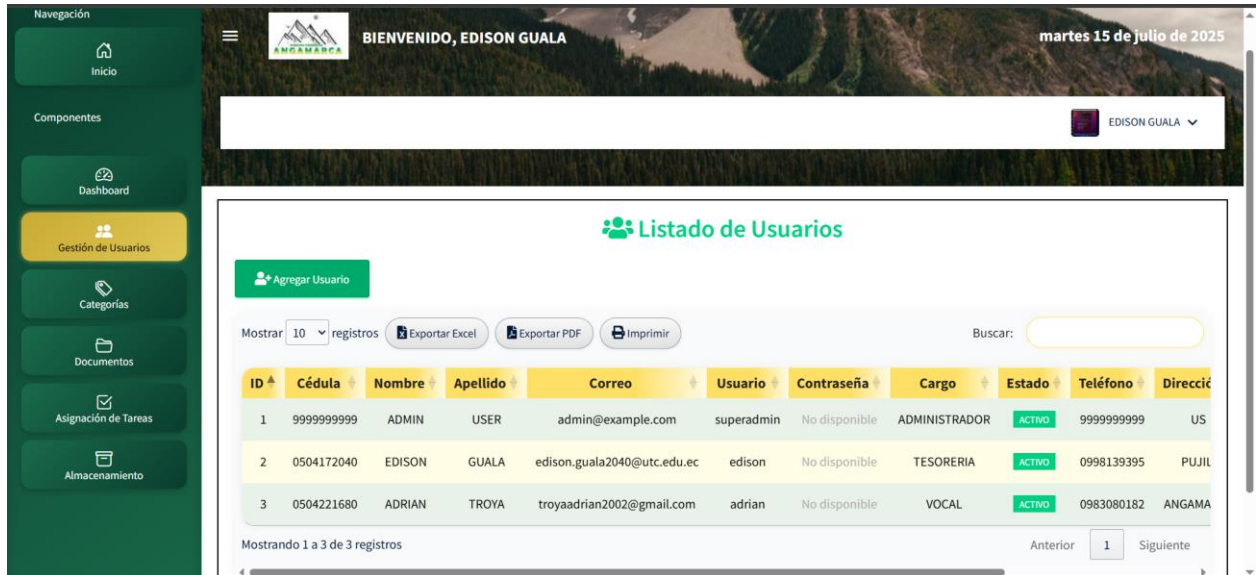 Navegación
Inicio
Componentes
Dashboard
Gestión de Usuarios
Categorías
Documentos
Asignación de Tareas
Almacenamiento
ANGAMARCA
BIENVENIDO, EDISON GUALA
martes 15 de julio de 2025
EDISON GUALA
Listado de Usuarios
Agregar Usuario
Mostrar 10 registros Exportar Excel Exportar PDF Imprimir Buscar:
ID Cédula Nombre Apellido Correo Usuario Contraseña Cargo Estado Teléfono Direcció
1 9999999999 ADMIN USER admin@example.com superadmin No disponible ADMINISTRADOR ACTIVO 9999999999 US
2 0504172040 EDISON GUALA edison.guala2040@utc.edu.ec edison No disponible TESORERIA ACTIVO 0998139395 PUJIL
3 0504221680 ADRIAN TROYA troyaadrian2002@gmail.com adrian No disponible VOCAL ACTIVO 0983080182 ANGAMA
Mostrando 1 a 3 de 3 registros Anterior 1 Siguiente